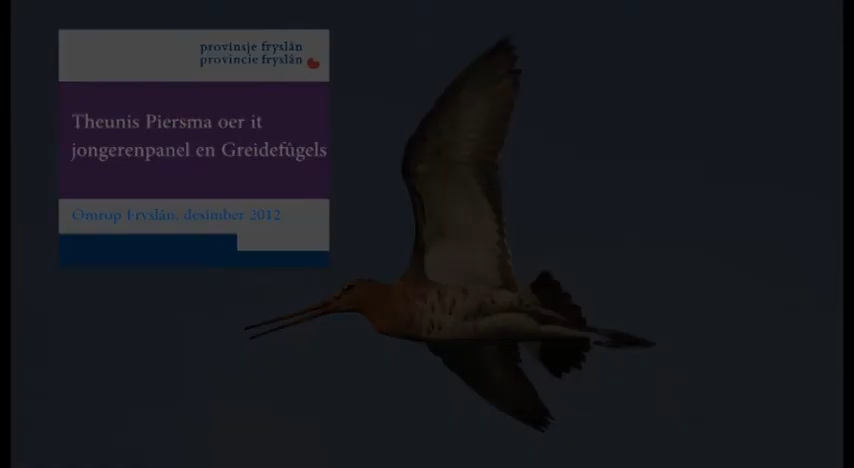 provinsje fryslân
provincie fryslân
Theunis Piersma oer it
jongerenpanel en Greidefûgels
Omrop Fryslân, desimber 2012